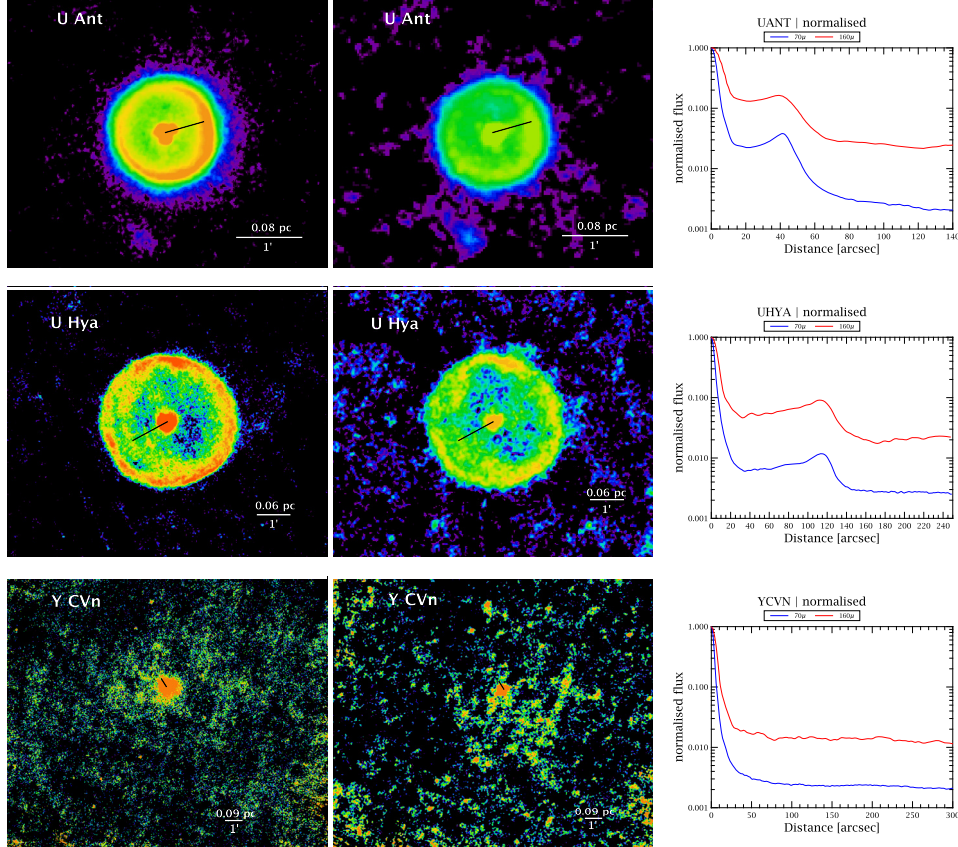 U Ant
0.08 pc
1'
U Ant
0.08 pc
1'
UANT | normalised
70μ 160μ
normalised flux
1.000
0.100
0.010
0.001
0 20 40 60 80 100 120 140
Distance [arcsec]
U Hya
0.06 pc
1'
U Hya
0.06 pc
1'
UHYA | normalised
70μ 160μ
normalised flux
1.000
0.100
0.010
0.001
0 20 40 60 80 100 120 140 160 180 200 220 240
Distance [arcsec]
Y CVn
0.09 pc
1'
Y CVn
0.09 pc
1'
YCVN | normalised
70μ 160μ
normalised flux
1.000
0.100
0.010
0.001
0 50 100 150 200 250 300
Distance [arcsec]